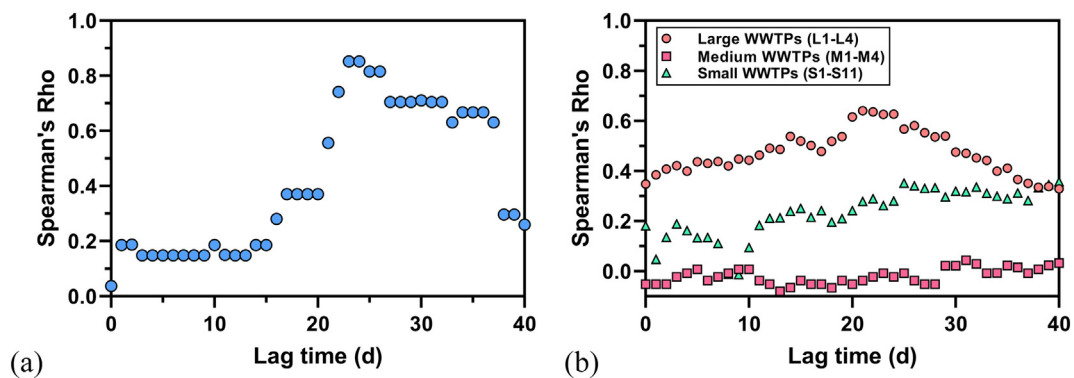 1.0
0.8
0.6
0.4
0.2
0.0
Spearman's Rho
0 10 20 30 40
Lag time (d)
(a)
1.0
0.8
0.6
0.4
0.2
0.0
Spearman's Rho
Large WWTPs (L1-L4)
Medium WWTPs (M1-M4)
Small WWTPs (S1-S11)
0 10 20 30 40
Lag time (d)
(b)